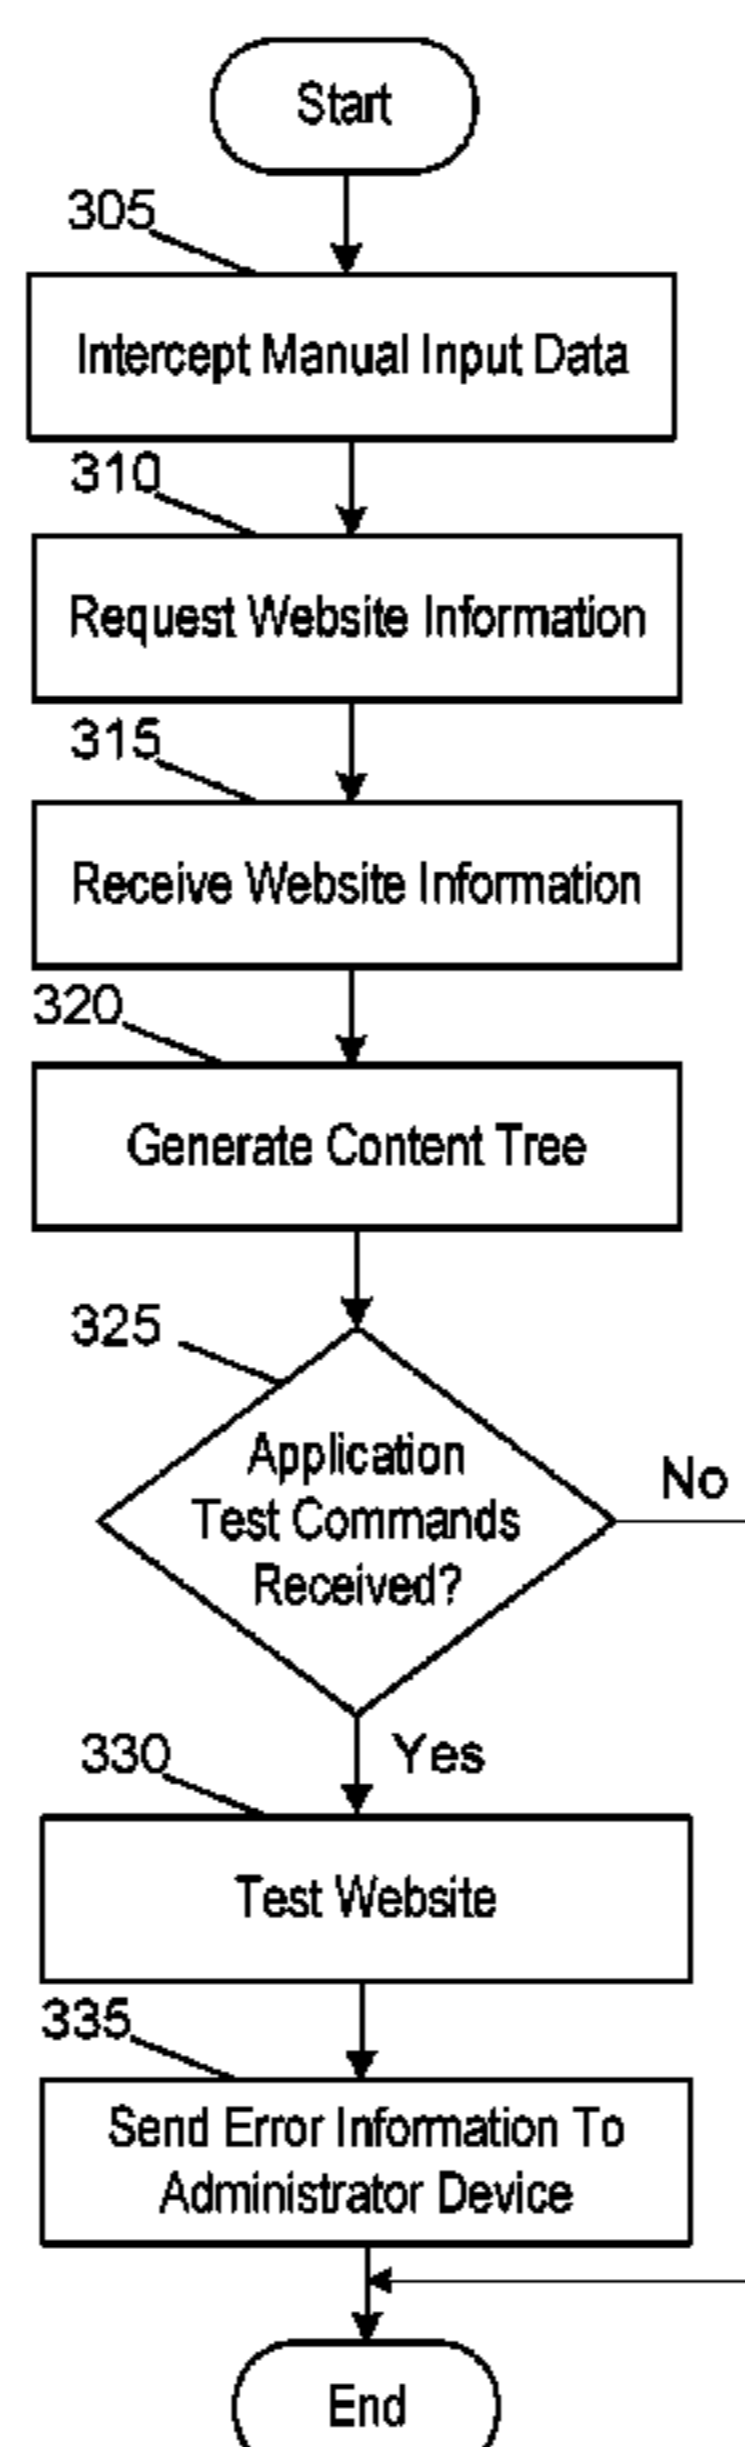 Start
305
Intercept Manual Input Data
310
Request Website Information
315
Receive Website Information
320
Generate Content Tree
325
Application
Test Commands
Received?
No
Yes
330
Test Website
335
Send Error Information To
Administrator Device
End